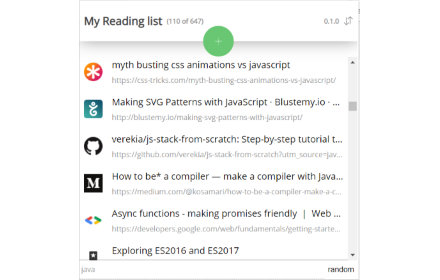 My Reading list (110 of 647) 0.1.0
+
myth busting css animations vs javascript
https://css-tricks.com/myth-busting-css-animations-vs-javascript/
Making SVG Patterns with JavaScript · Blustemy.io · ...
http://blustemy.io/making-svg-patterns-with-javascript/
verekia/js-stack-from-scratch: Step-by-step tutorial t...
https://github.com/verekia/js-stack-from-scratch?utm_source=jav...
How to be* a compiler — make a compiler with Java...
https://medium.com/@kosamari/how-to-be-a-compiler-make-a-c...
Async functions - making promises friendly | Web ...
https://developers.google.com/web/fundamentals/getting-starte...
Exploring ES2016 and ES2017
java random